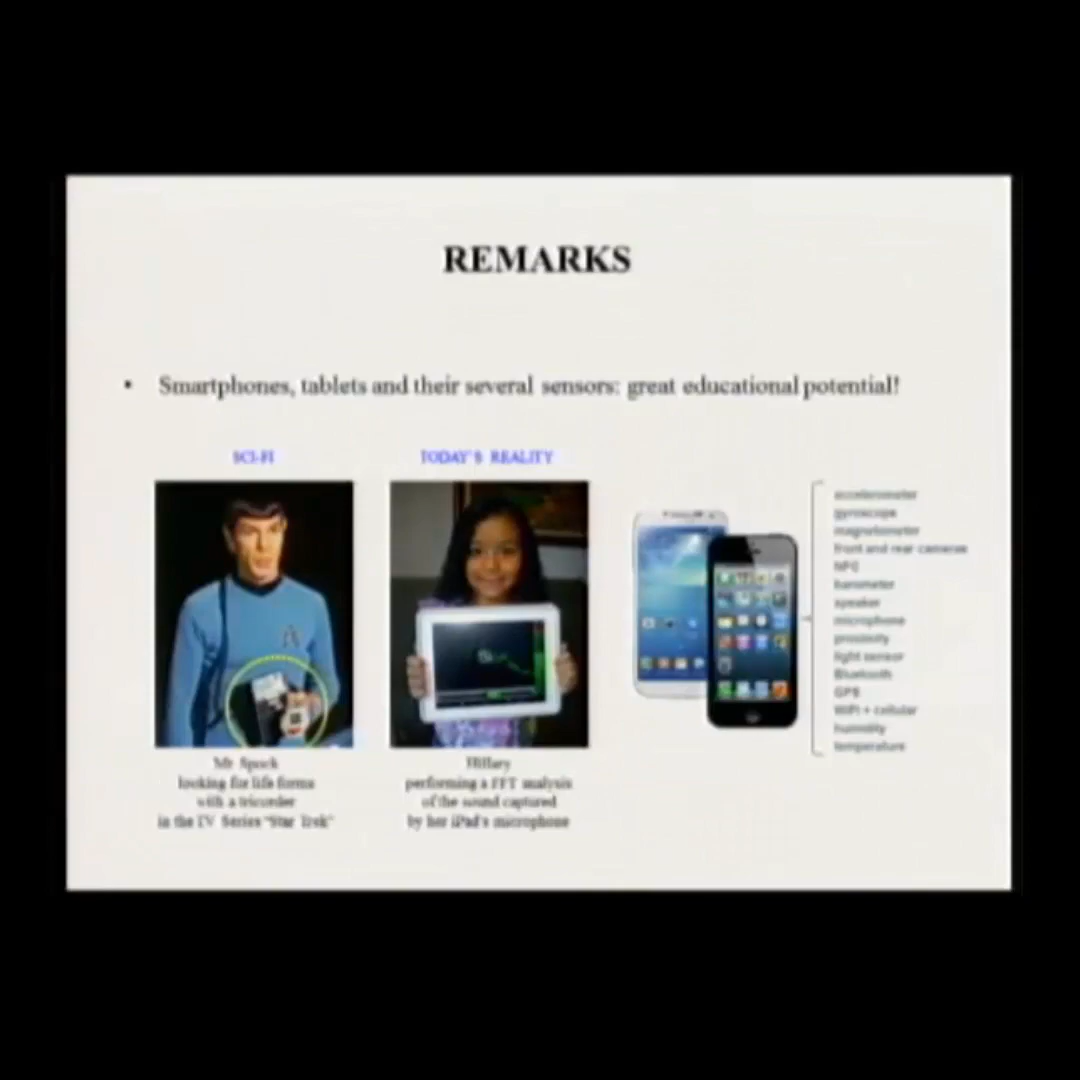 REMARKS
• Smartphones, tablets and their several sensors: great educational potential!
SCI-FI
TODAY'S REALITY
Mr. Spock
looking for life forms
with a tricorder
in the TV Series "Star Trek"
Hillary
performing a FFT analysis
of the sound captured
by her iPad's microphone
accelerometer
gyroscope
magnetometer
front and rear cameras
NFC
barometer
speaker
microphone
proximity
light sensor
Bluetooth
GPS
WiFi + cellular
humidity
temperature